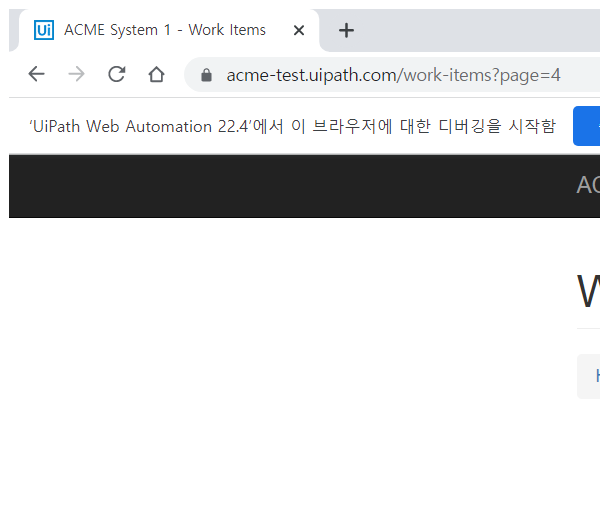 Ui ACME System 1 - Work Items
acme-test.uipath.com/work-items?page=4
'UiPath Web Automation 22.4'에서 이 브라우저에 대한 디버깅을 시작함
AC
W